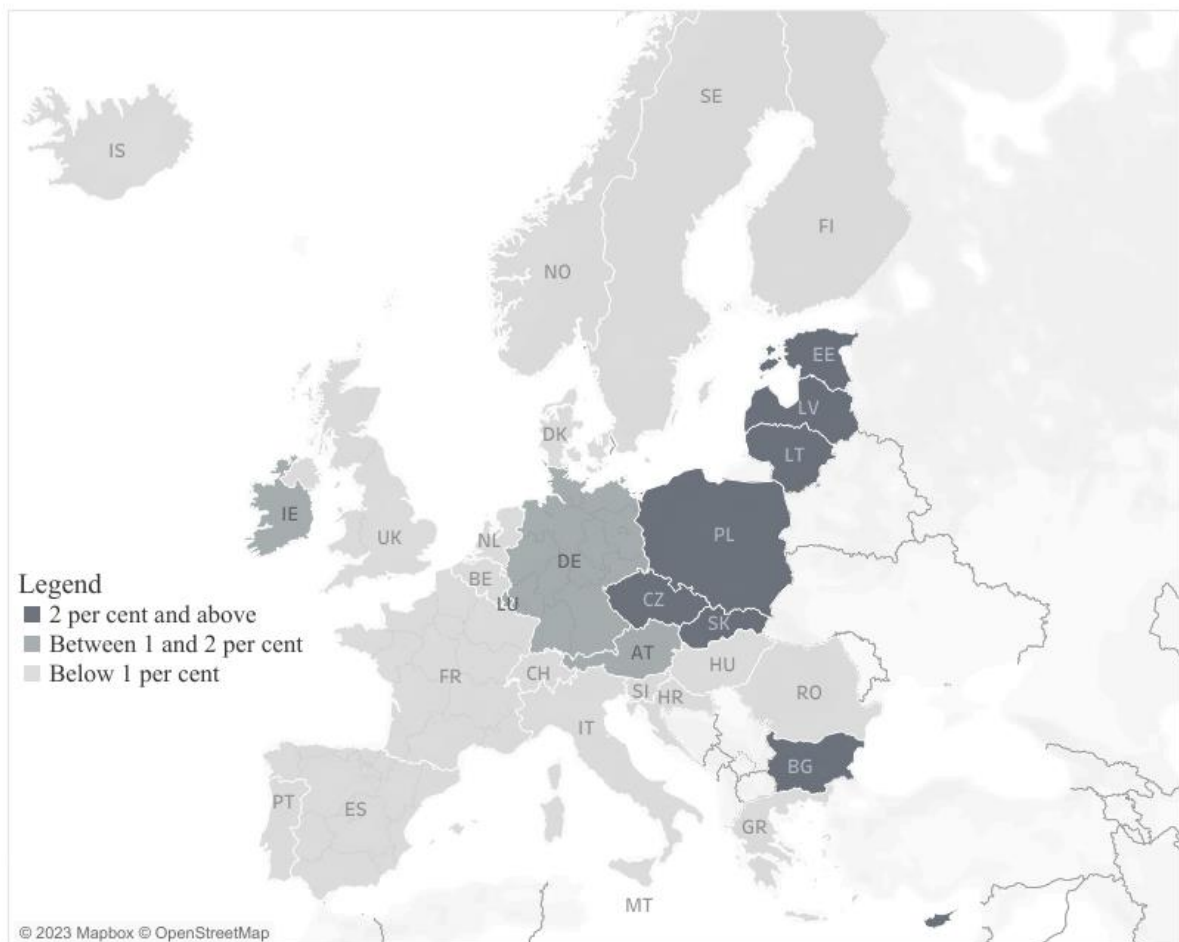 IS
SE
FI
NO
EE
LV
DK
LT
IE
UK
NL
DE
PL
BE
LU
CZ
SK
Legend
2 per cent and above
Between 1 and 2 per cent
Below 1 per cent
AT
HU
FR
CH
SI
HR
RO
IT
BG
PT
ES
GR
MT
© 2023 Mapbox © OpenStreetMap